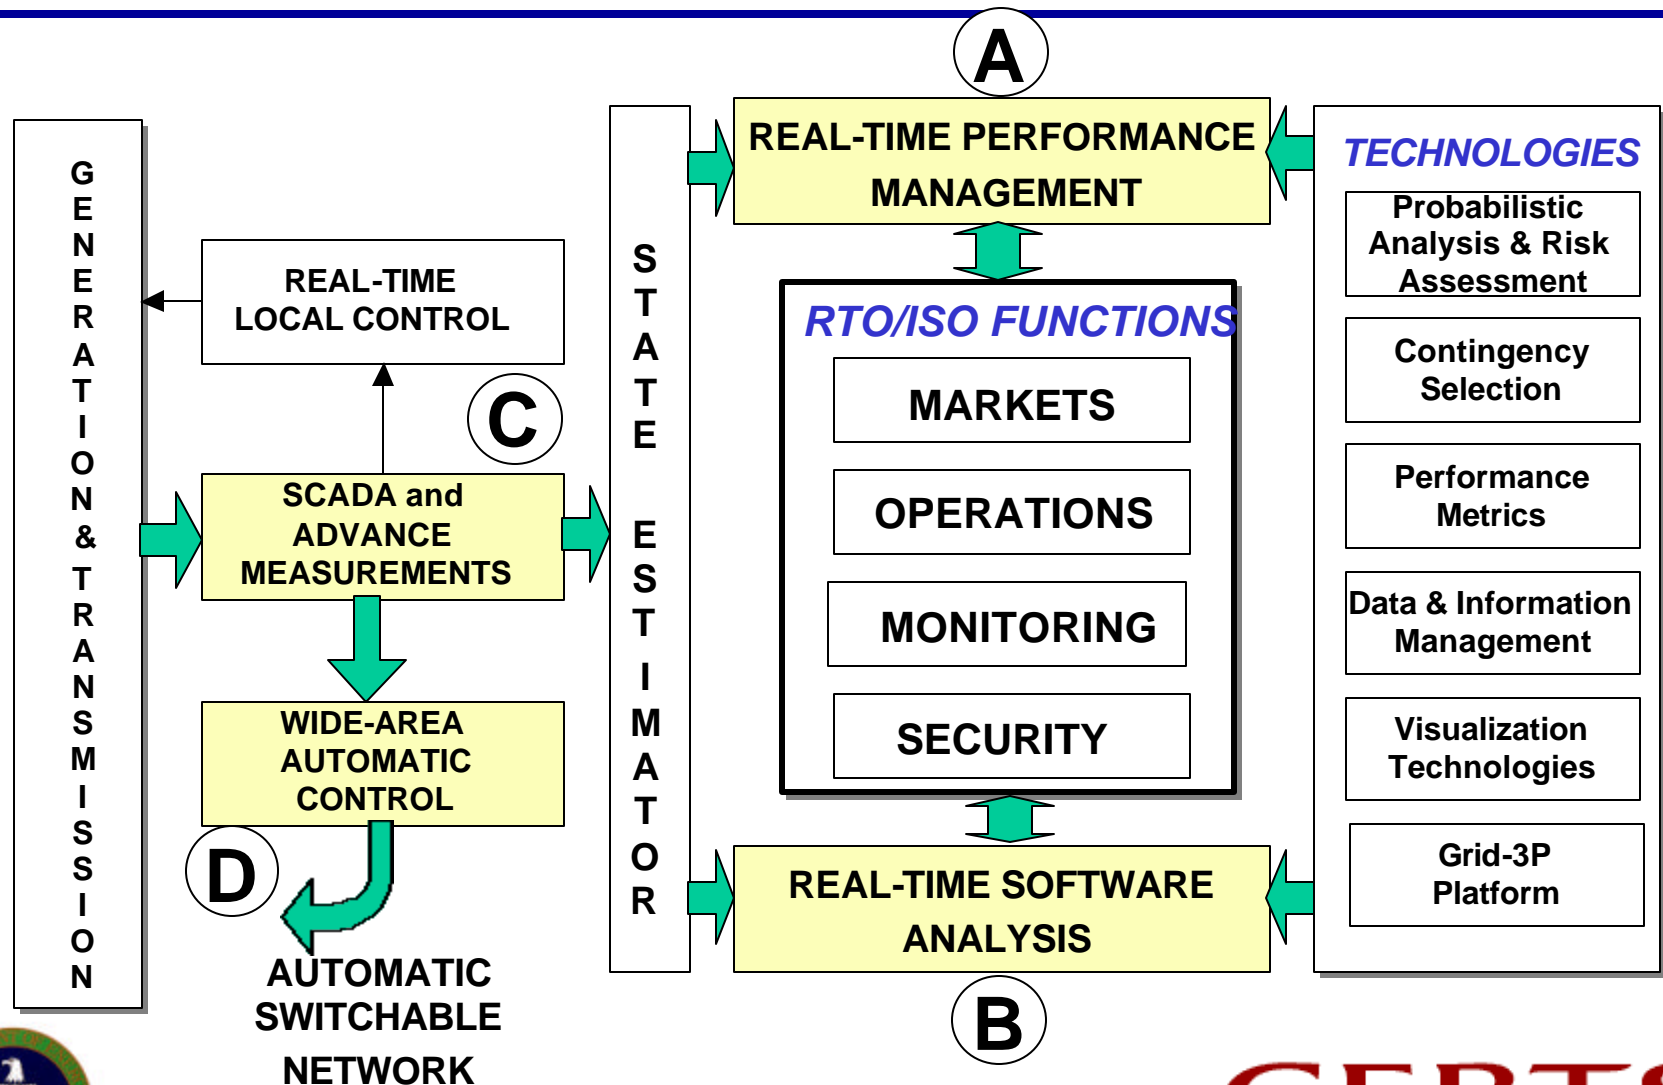 A
REAL-TIME PERFORMANCE
MANAGEMENT
GENERATION & TRANSMISSION
REAL-TIME
LOCAL CONTROL
C
SCADA and
ADVANCE
MEASUREMENTS
WIDE-AREA
AUTOMATIC
CONTROL
D
AUTOMATIC
SWITCHABLE
NETWORK
STATE ESTIMATOR
RTO/ISO FUNCTIONS
MARKETS
OPERATIONS
MONITORING
SECURITY
REAL-TIME SOFTWARE
ANALYSIS
B
TECHNOLOGIES
Probabilistic
Analysis & Risk
Assessment
Contingency
Selection
Performance
Metrics
Data & Information
Management
Visualization
Technologies
Grid-3P
Platform
CERTS